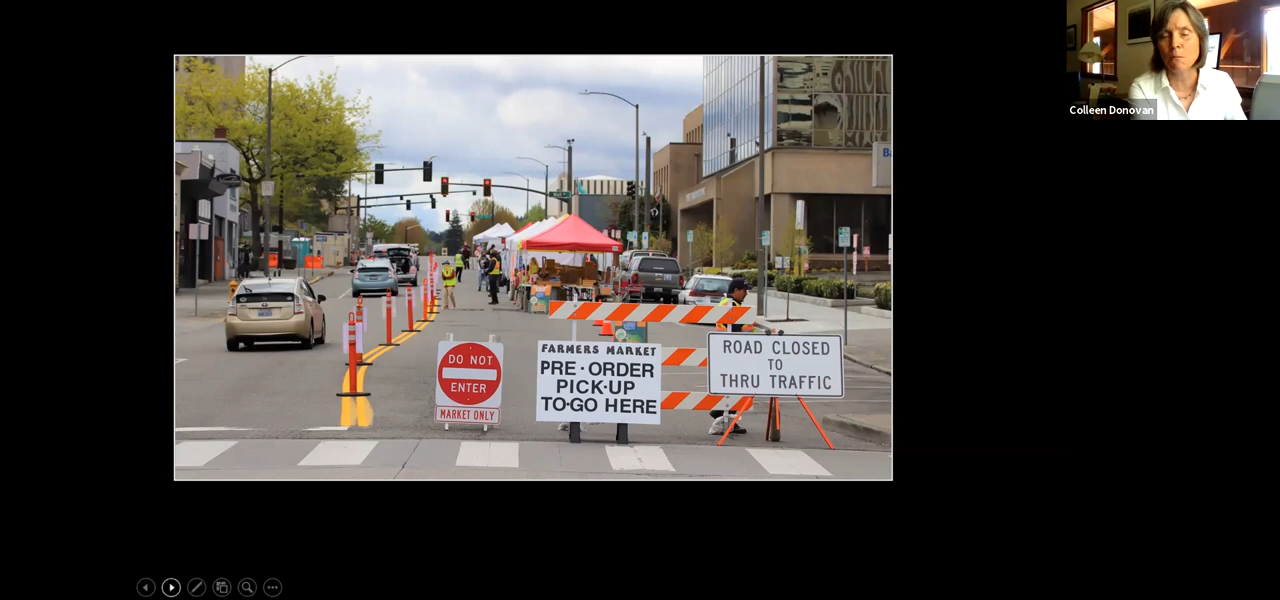 Colleen Donovan
DO NOT
ENTER
MARKET ONLY
FARMERS MARKET
PRE · ORDER
PICK·UP
TO·GO HERE
ROAD CLOSED
TO
THRU TRAFFIC